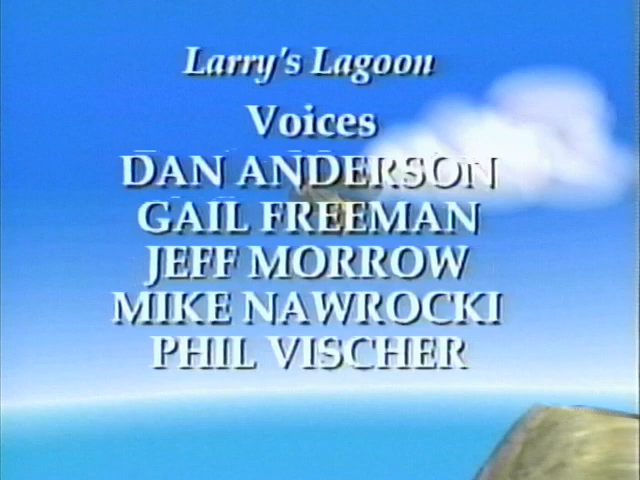 Larry's Lagoon
Voices
DAN ANDERSON
GAIL FREEMAN
JEFF MORROW
MIKE NAWROCKI
PHIL VISCHER